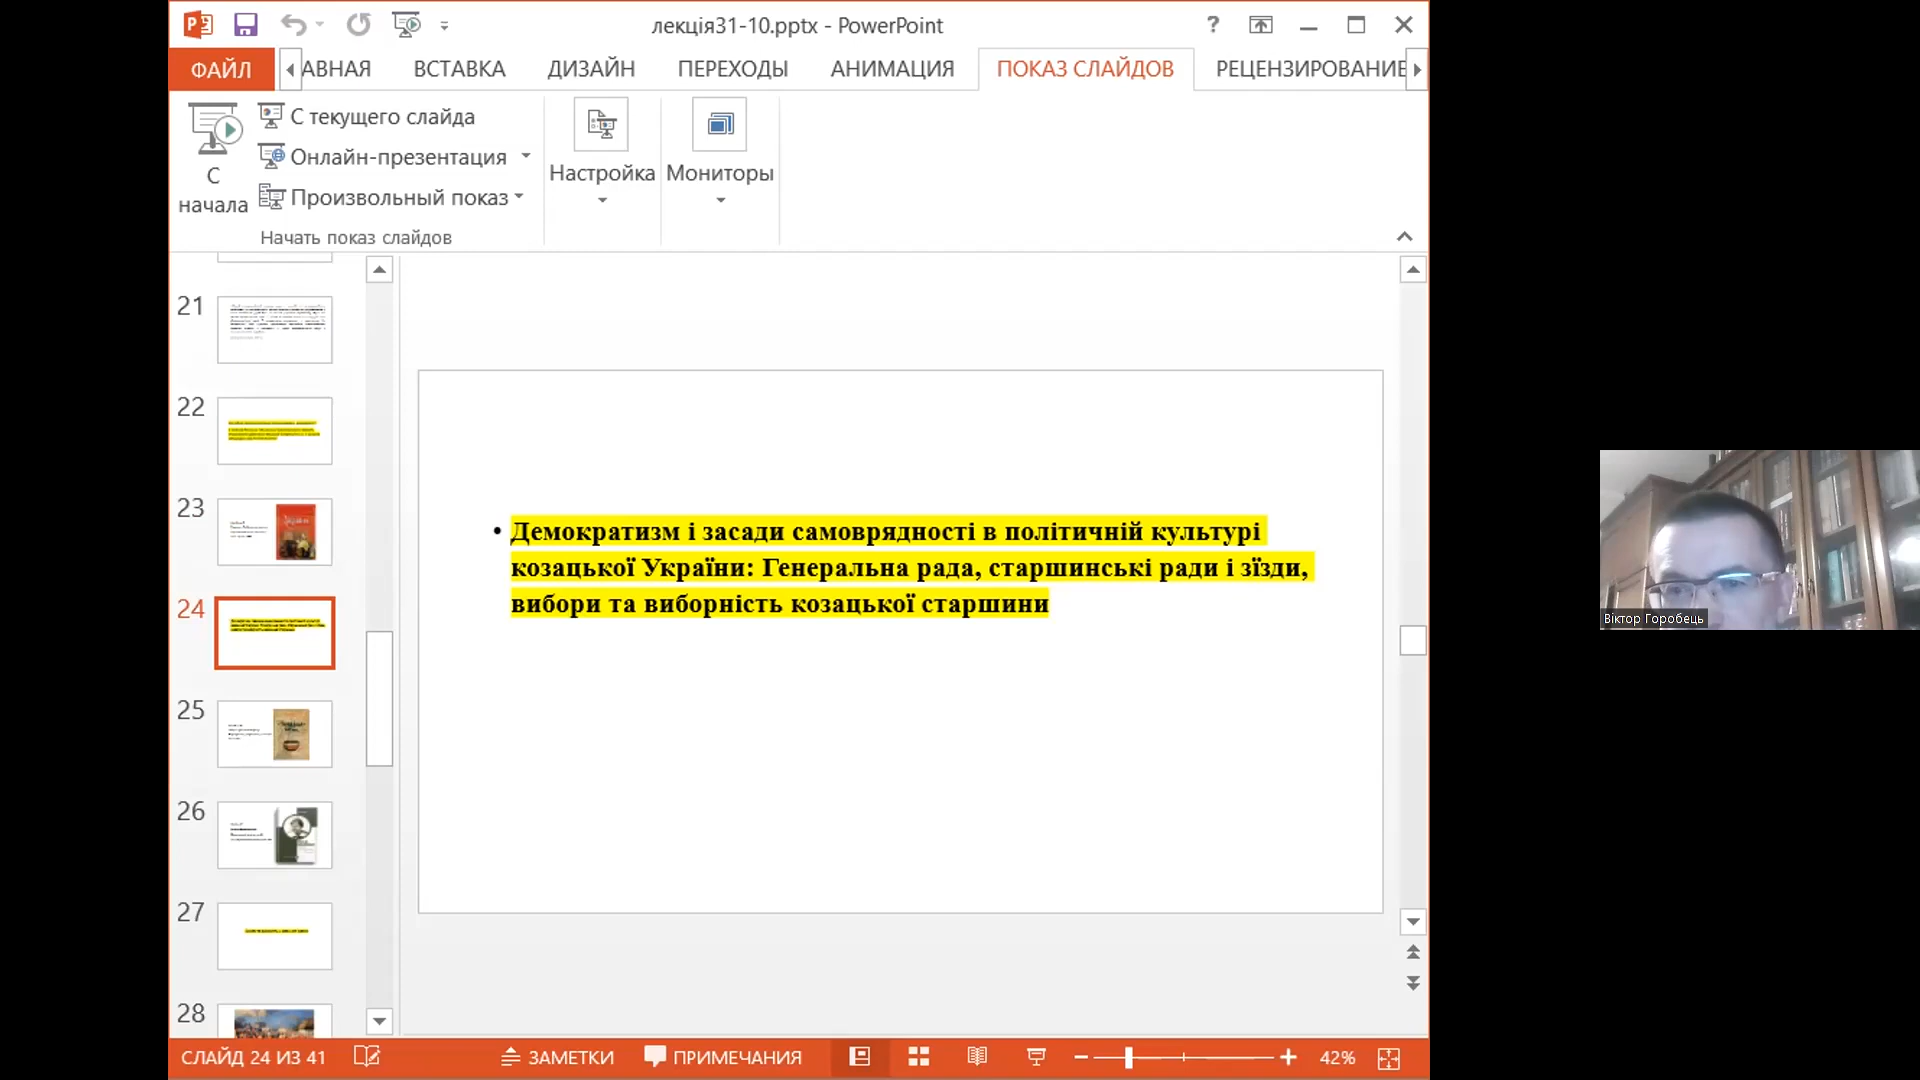 лекція31-10.pptx - PowerPoint
ФАЙЛ
АВНАЯ
ВСТАВКА
ДИЗАЙН
ПЕРЕХОДЫ
АНИМАЦИЯ
ПОКАЗ СЛАЙДОВ
РЕЦЕНЗИРОВАНИЕ
С
начала
С текущего слайда
Онлайн-презентация
Произвольный показ
Начать показ слайдов
Настройка
Мониторы
21
22
23
24
25
26
27
28
• Демократизм і засади самоврядності в політичній культурі
козацької України: Генеральна рада, старшинські ради і зїзди,
вибори та виборність козацької старшини
Віктор Горобець
СЛАЙД 24 ИЗ 41
ЗАМЕТКИ
ПРИМЕЧАНИЯ
42%